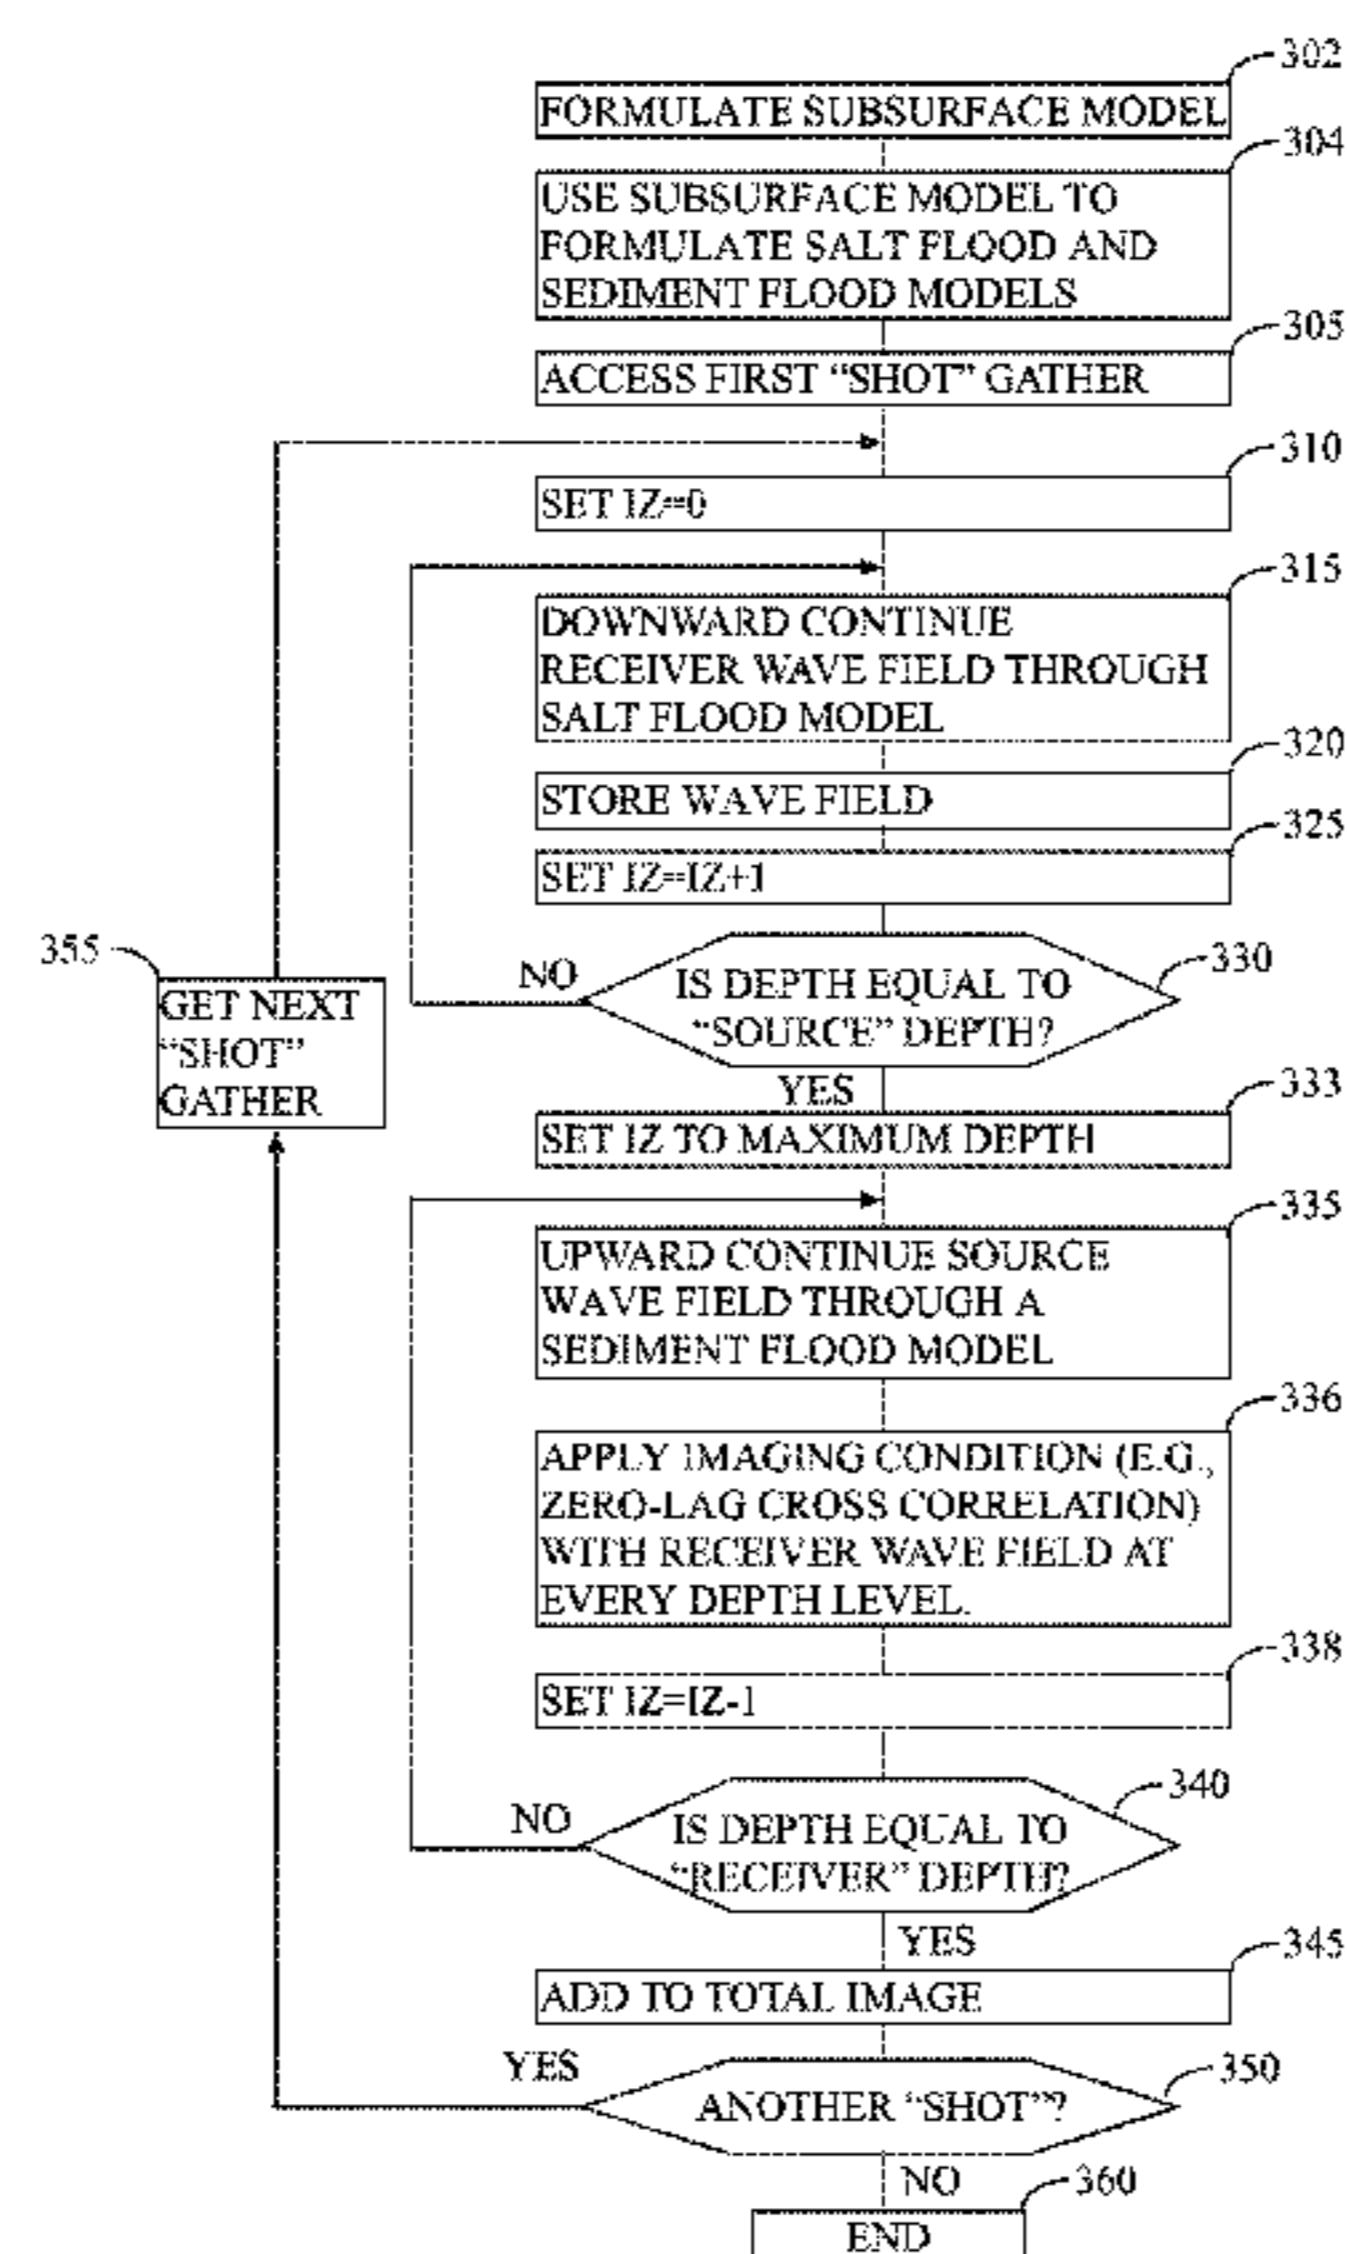 302
FORMULATE SUBSURFACE MODEL
304
USE SUBSURFACE MODEL TO
FORMULATE SALT FLOOD AND
SEDIMENT FLOOD MODELS
305
ACCESS FIRST “SHOT” GATHER
310
SET IZ=0
315
DOWNWARD CONTINUE
RECEIVER WAVE FIELD THROUGH
SALT FLOOD MODEL
320
STORE WAVE FIELD
325
SET IZ=IZ+1
330
NO
IS DEPTH EQUAL TO
“SOURCE” DEPTH?
YES
355
GET NEXT
“SHOT”
GATHER
333
SET IZ TO MAXIMUM DEPTH
335
UPWARD CONTINUE SOURCE
WAVE FIELD THROUGH A
SEDIMENT FLOOD MODEL
336
APPLY IMAGING CONDITION (E.G.,
ZERO-LAG CROSS CORRELATION)
WITH RECEIVER WAVE FIELD AT
EVERY DEPTH LEVEL.
338
SET IZ=IZ-1
340
NO
IS DEPTH EQUAL TO
“RECEIVER” DEPTH?
YES
345
ADD TO TOTAL IMAGE
YES
350
ANOTHER “SHOT”?
NO
360
END